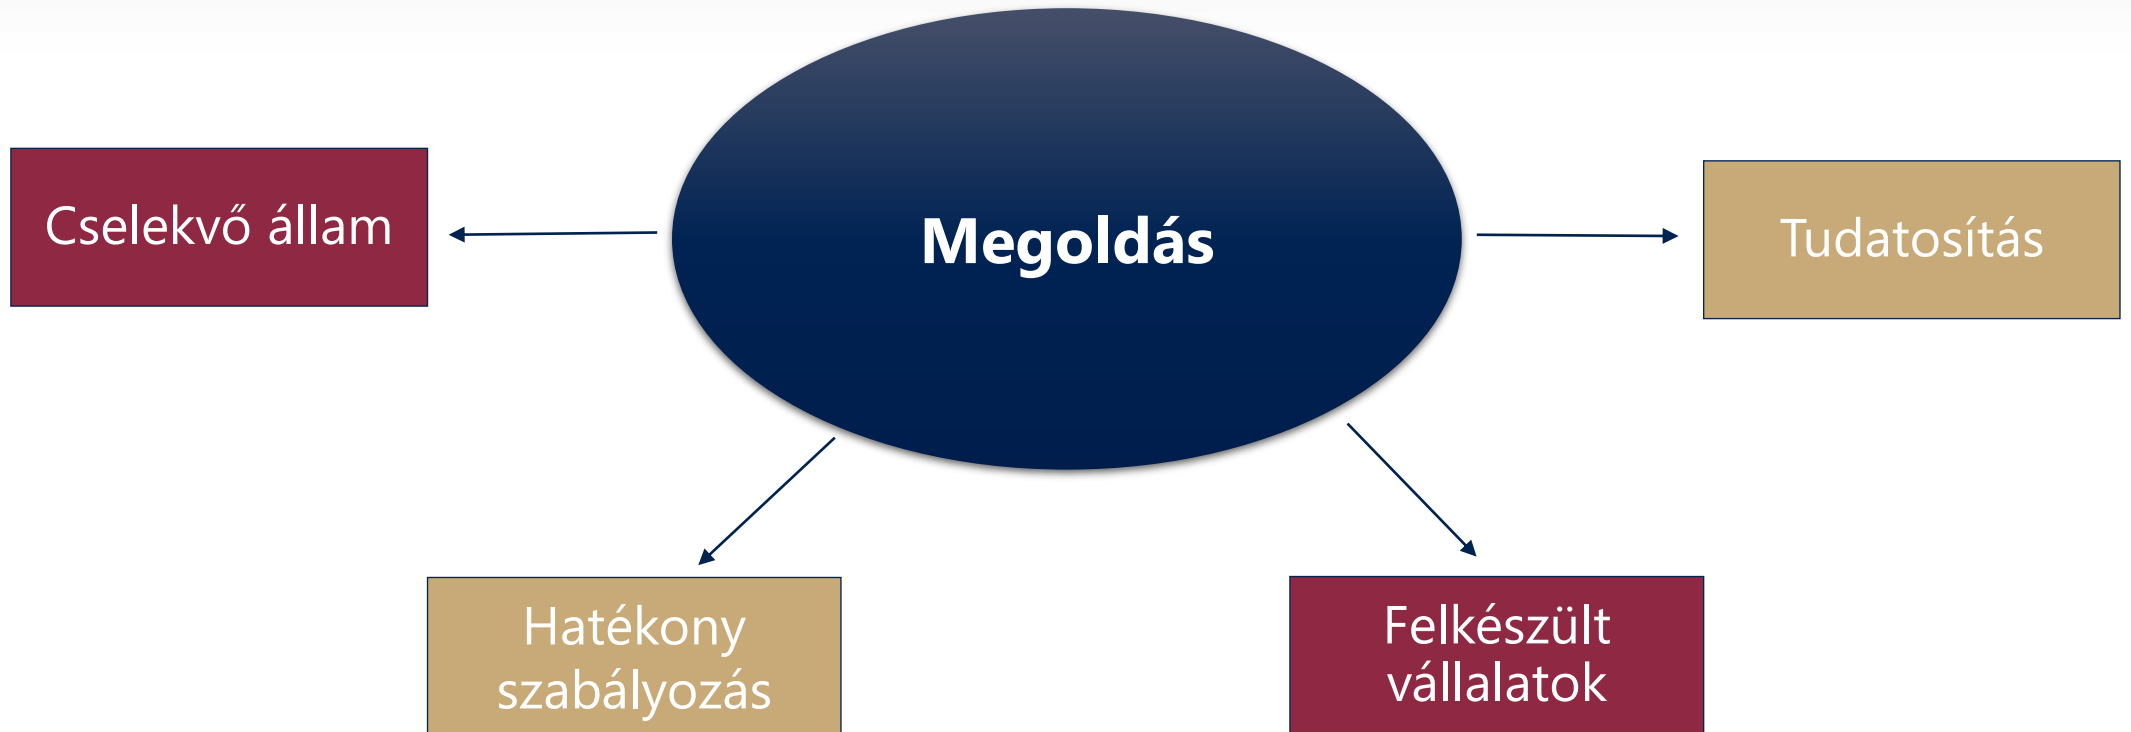 Megoldás
Cselekvő állam
Tudatosítás
Hatékony
szabályozás
Felkészült
vállalatok